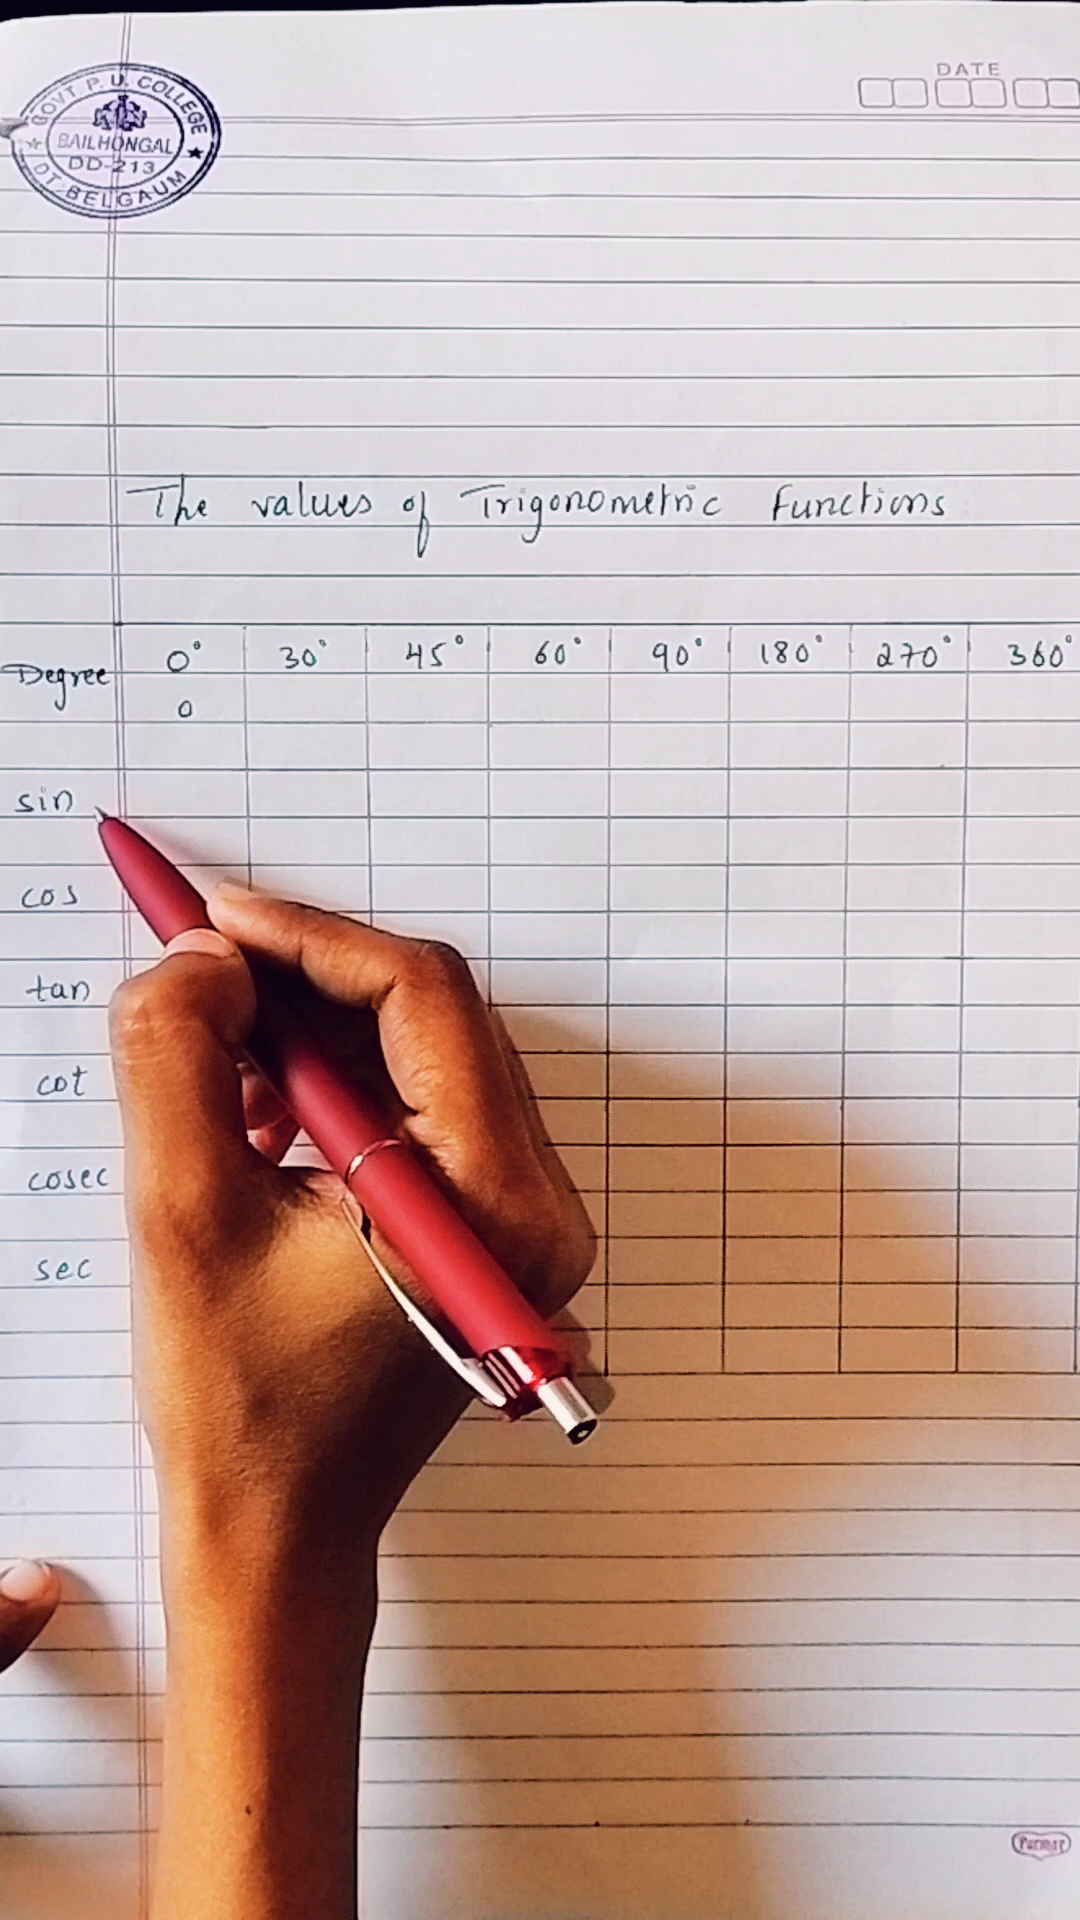 GOVT P. U. COLLEGE
BAILHONGAL
DD-213
DT. BELGAUM
DATE
The values of Trigonometric Functions
Degree 0° 30° 45° 60° 90° 180° 270° 360°
0
sin
cos
tan
cot
cosec
sec